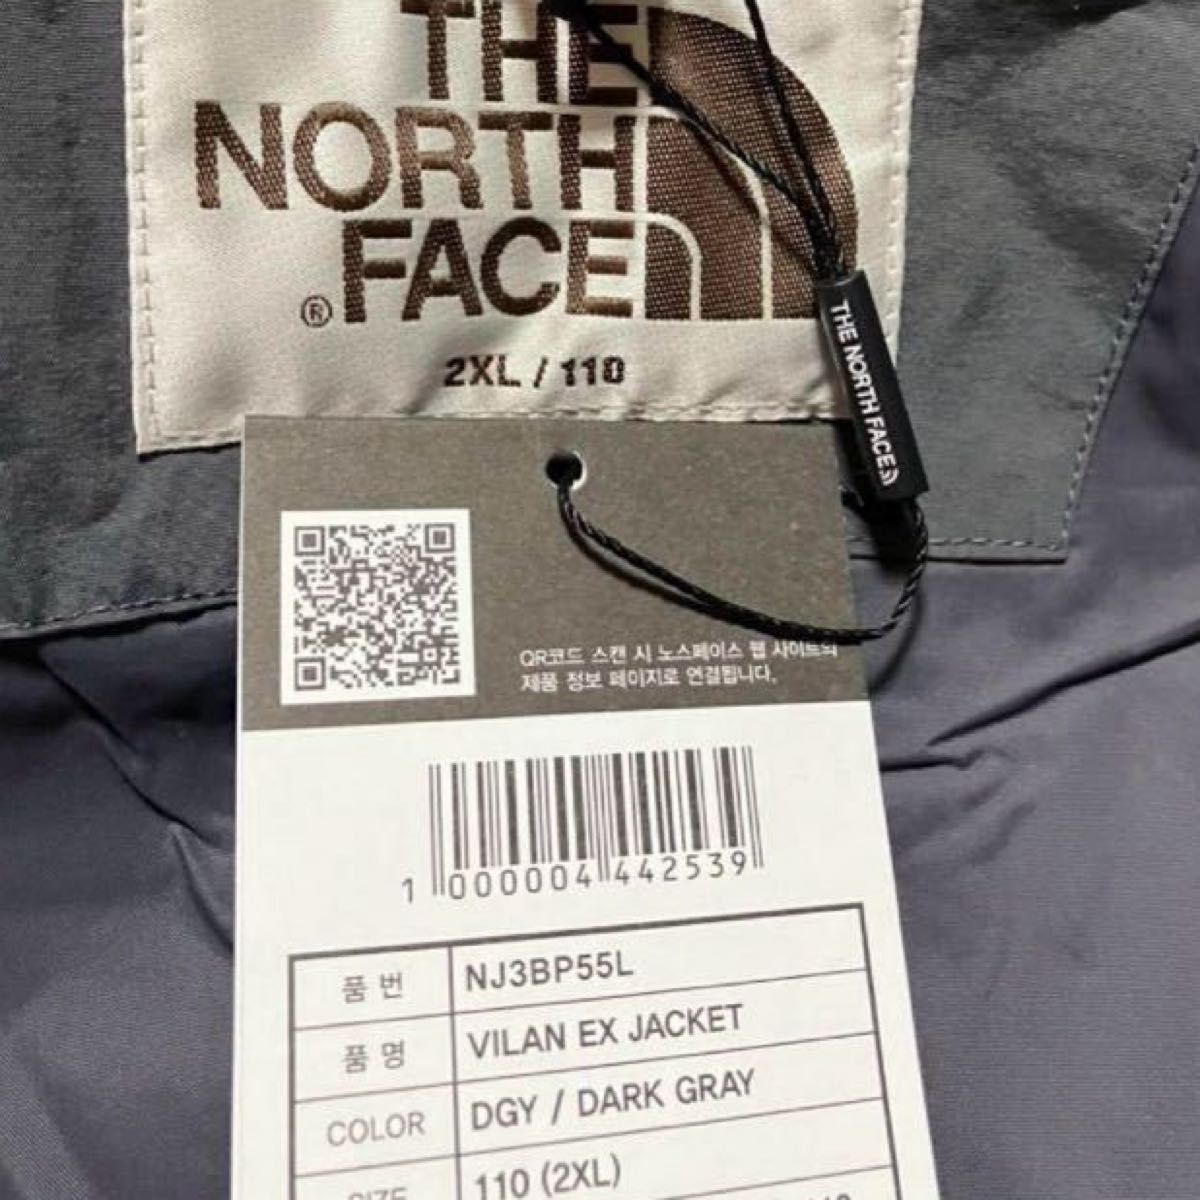 THE
NORTH
FACE
®
2XL / 110
THE NORTH FACE
QR코드 스캔 시 노스페이스 웹 사이트의
제품 정보 페이지로 연결됩니다.
1 000004 442539
품 번 NJ3BP55L
품 명 VILAN EX JACKET
COLOR DGY / DARK GRAY
SIZE 110 (2XL)